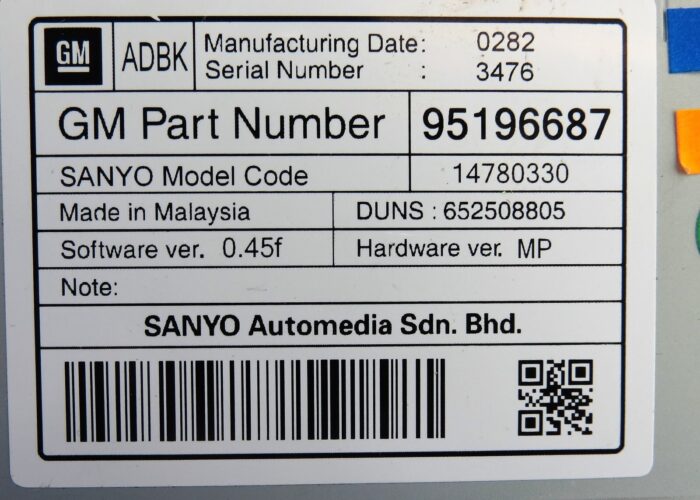 GM ADBK Manufacturing Date: 0282
Serial Number : 3476
GM Part Number 95196687
SANYO Model Code 14780330
Made in Malaysia DUNS : 652508805
Software ver. 0.45f Hardware ver. MP
Note:
SANYO Automedia Sdn. Bhd.